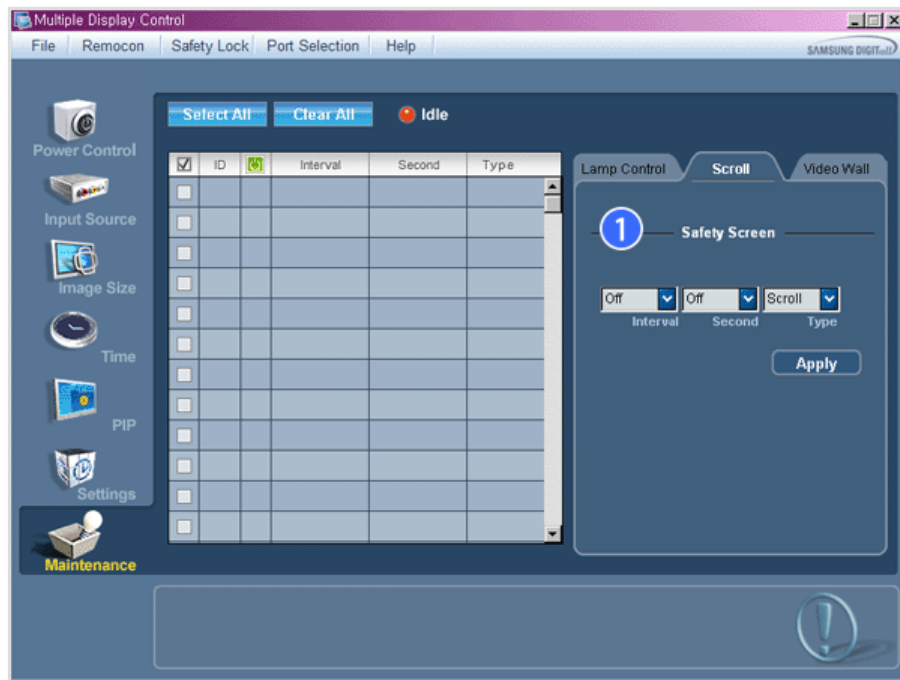 Multiple Display Control
File Remocon Safety Lock Port Selection Help
SAMSUNG DIGITall
Select All Clear All Idle
Power Control
ID Interval Second Type
Lamp Control Scroll Video Wall
Input Source
1 Safety Screen
Image Size
Off Off Scroll
Interval Second Type
Time
Apply
PIP
Settings
Maintenance